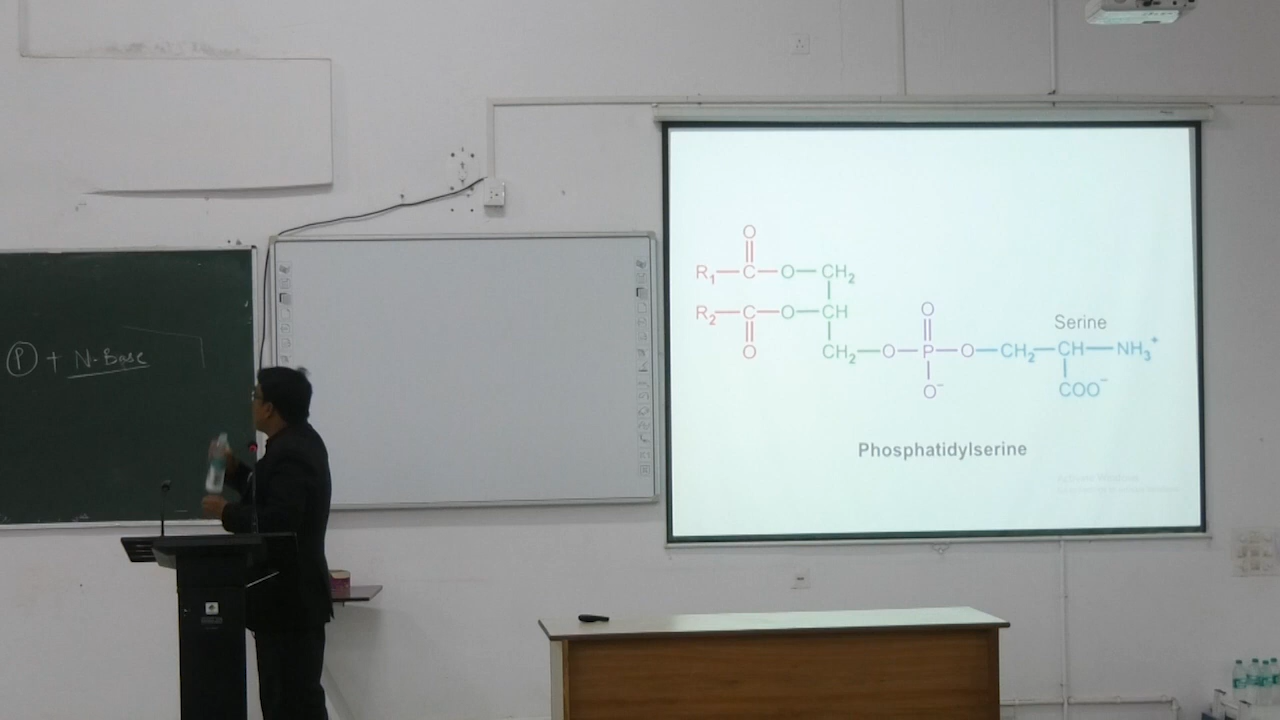 Ⓟ + N-Base
O
R₁—C—O—CH₂
R₂—C—O—CH
O
O
Serine
CH₂—O—P—O—CH₂—CH—NH₃⁺
O⁻
COO⁻
Phosphatidylserine